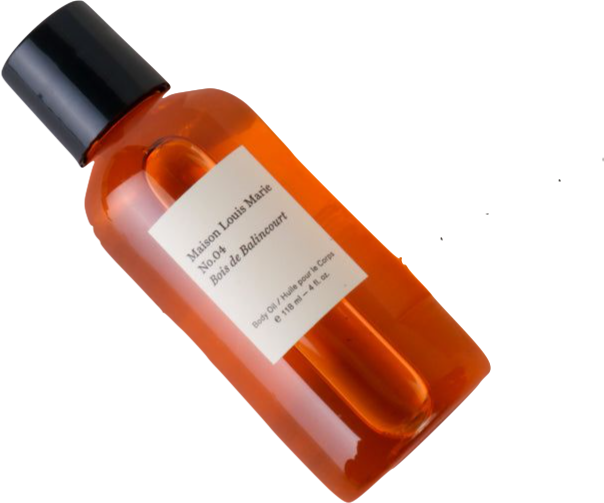 Maison Louis Marie
No.04
Bois de Balincourt
Body Oil / Huile pour le Corps
℮ 118 ml – 4 fl. oz.